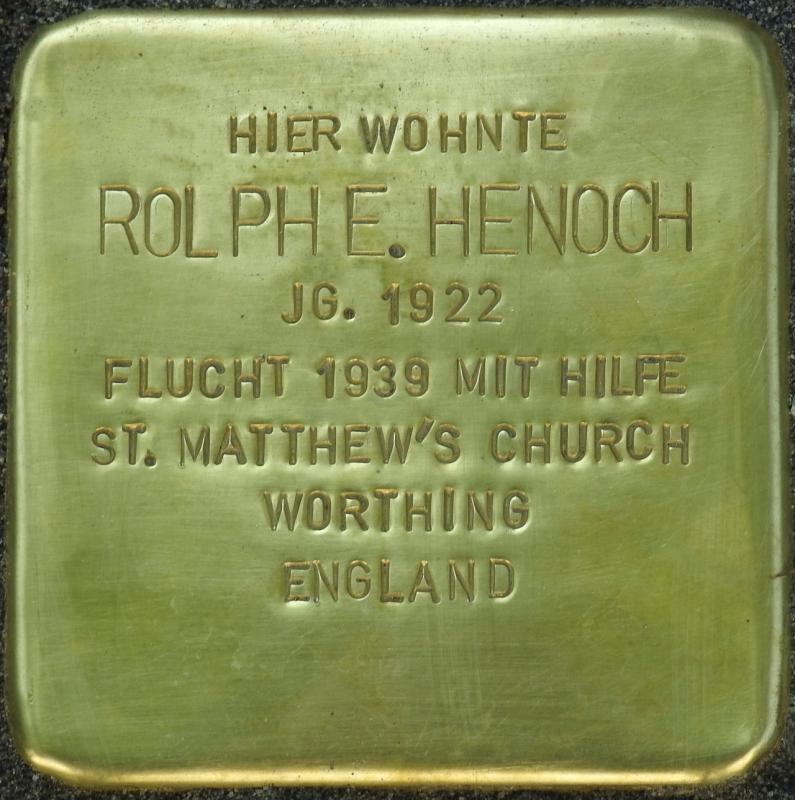 HIER WOHNTE
ROLPH E. HENOCH
JG. 1922
FLUCHT 1939 MIT HILFE
ST. MATTHEW'S CHURCH
WORTHING
ENGLAND